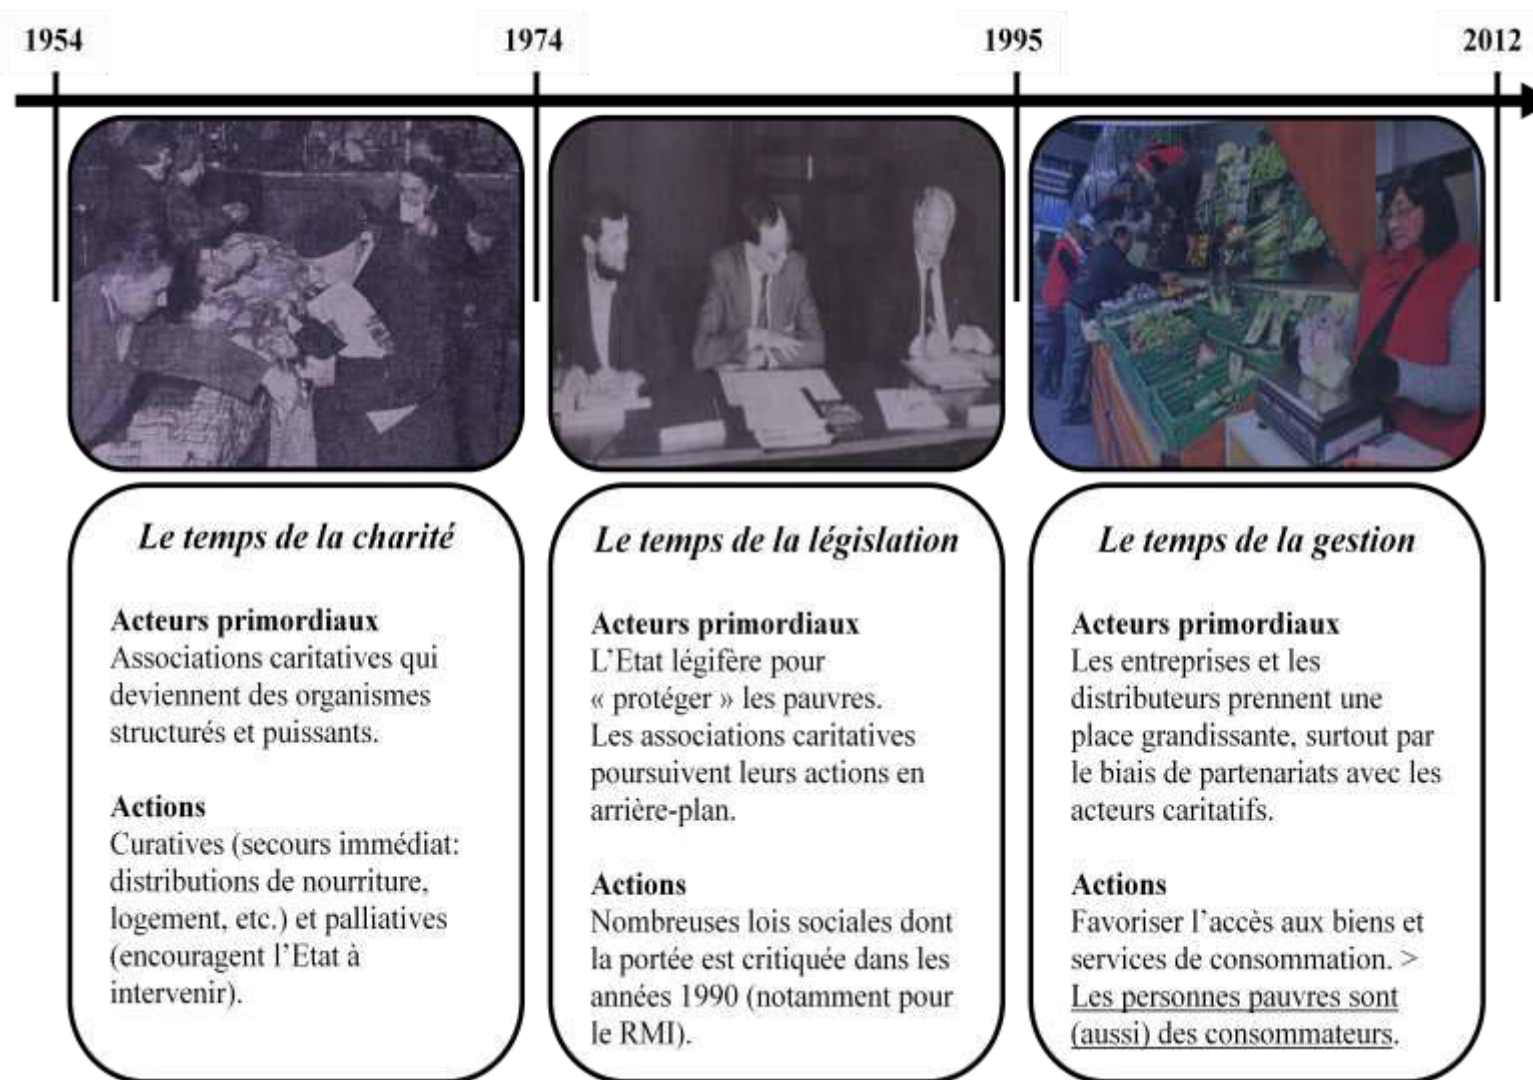 1954
1974
1995
2012
Le temps de la charité
Acteurs primordiaux
Associations caritatives qui
deviennent des organismes
structurés et puissants.
Actions
Curatives (secours immédiat:
distributions de nourriture,
logement, etc.) et palliatives
(encouragent l'Etat à
intervenir).
Le temps de la législation
Acteurs primordiaux
L'Etat légifère pour
« protéger » les pauvres.
Les associations caritatives
poursuivent leurs actions en
arrière-plan.
Actions
Nombreuses lois sociales dont
la portée est critiquée dans les
années 1990 (notamment pour
le RMI).
Le temps de la gestion
Acteurs primordiaux
Les entreprises et les
distributeurs prennent une
place grandissante, surtout par
le biais de partenariats avec les
acteurs caritatifs.
Actions
Favoriser l'accès aux biens et
services de consommation. >
Les personnes pauvres sont
(aussi) des consommateurs.